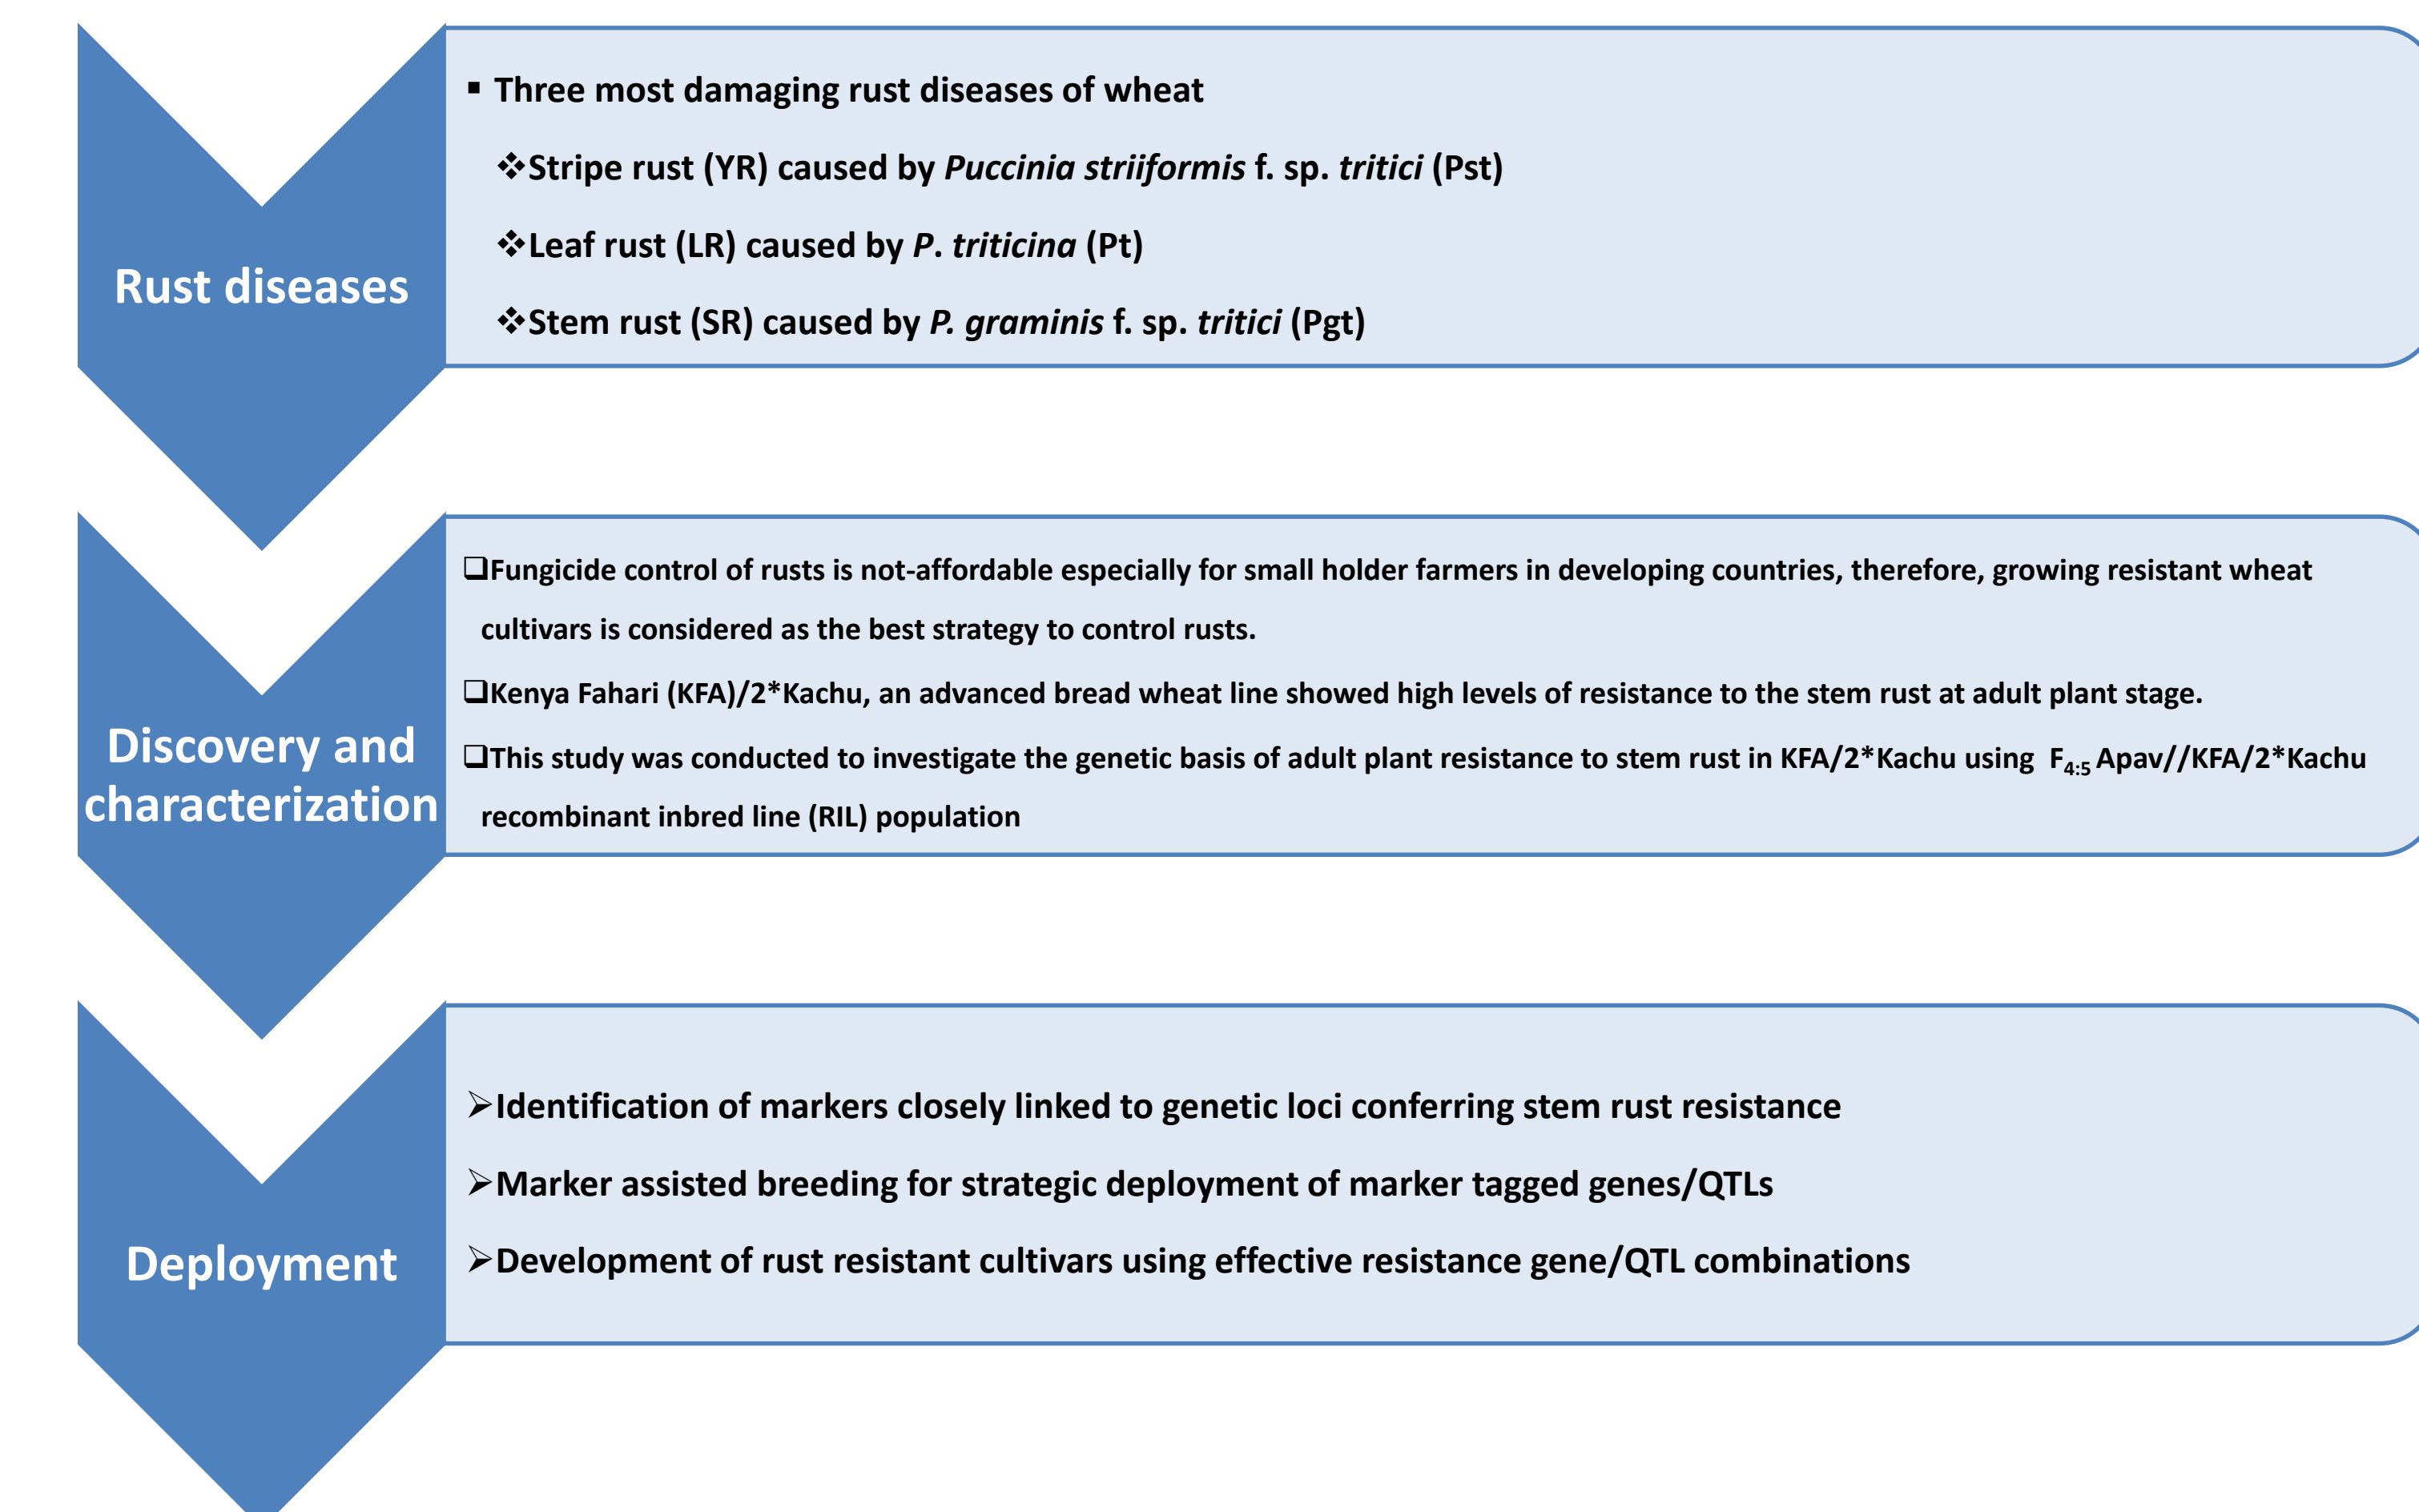 Rust diseases
▪ Three most damaging rust diseases of wheat
❖Stripe rust (YR) caused by Puccinia striiformis f. sp. tritici (Pst)
❖Leaf rust (LR) caused by P. triticina (Pt)
❖Stem rust (SR) caused by P. graminis f. sp. tritici (Pgt)
Discovery and
characterization
❑Fungicide control of rusts is not-affordable especially for small holder farmers in developing countries, therefore, growing resistant wheat
cultivars is considered as the best strategy to control rusts.
❑Kenya Fahari (KFA)/2*Kachu, an advanced bread wheat line showed high levels of resistance to the stem rust at adult plant stage.
❑This study was conducted to investigate the genetic basis of adult plant resistance to stem rust in KFA/2*Kachu using F4:5 Apav//KFA/2*Kachu
recombinant inbred line (RIL) population
Deployment
➢Identification of markers closely linked to genetic loci conferring stem rust resistance
➢Marker assisted breeding for strategic deployment of marker tagged genes/QTLs
➢Development of rust resistant cultivars using effective resistance gene/QTL combinations